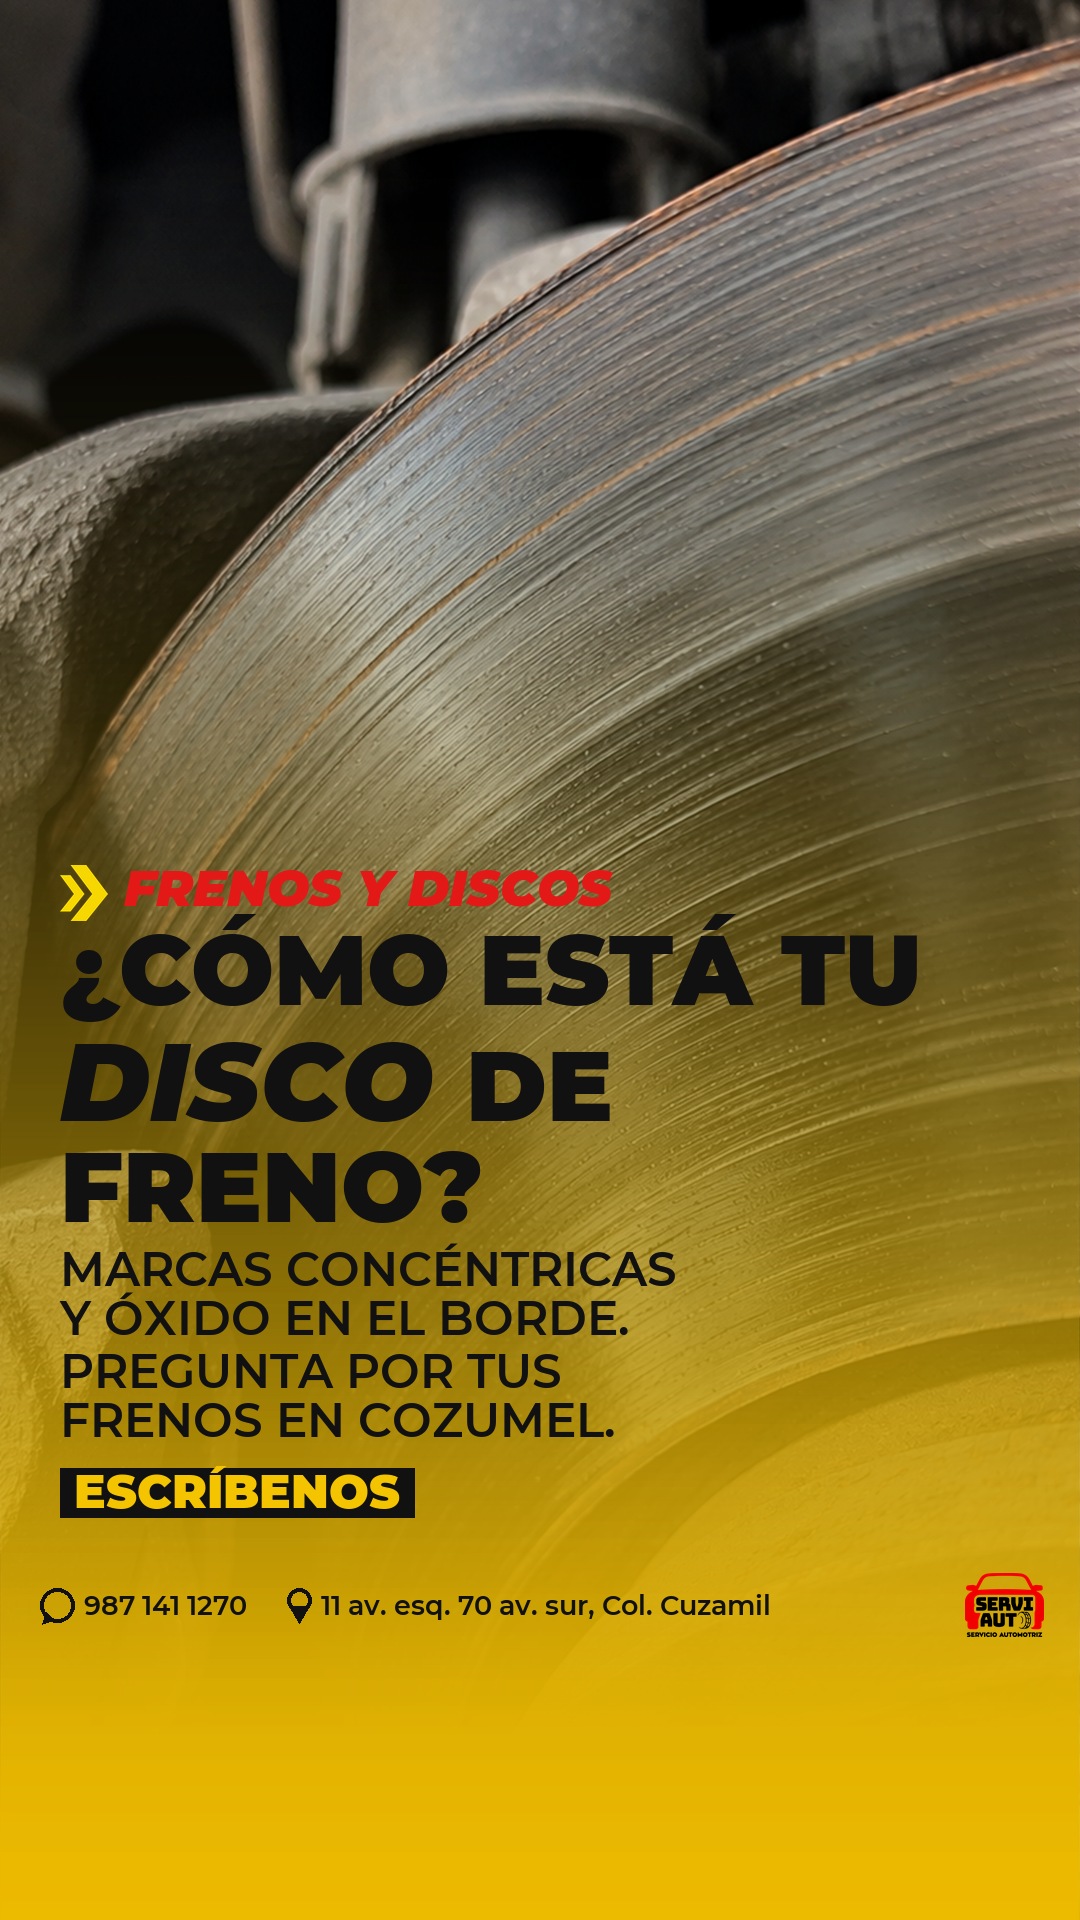 FRENOS Y DISCOS
¿CÓMO ESTÁ TU
DISCO DE
FRENO?
MARCAS CONCÉNTRICAS
Y ÓXIDO EN EL BORDE.
PREGUNTA POR TUS
FRENOS EN COZUMEL.
ESCRÍBENOS
987 141 1270
11 av. esq. 70 av. sur, Col. Cuzamil
SERVI
AUTO
SERVICIO AUTOMOTRIZ